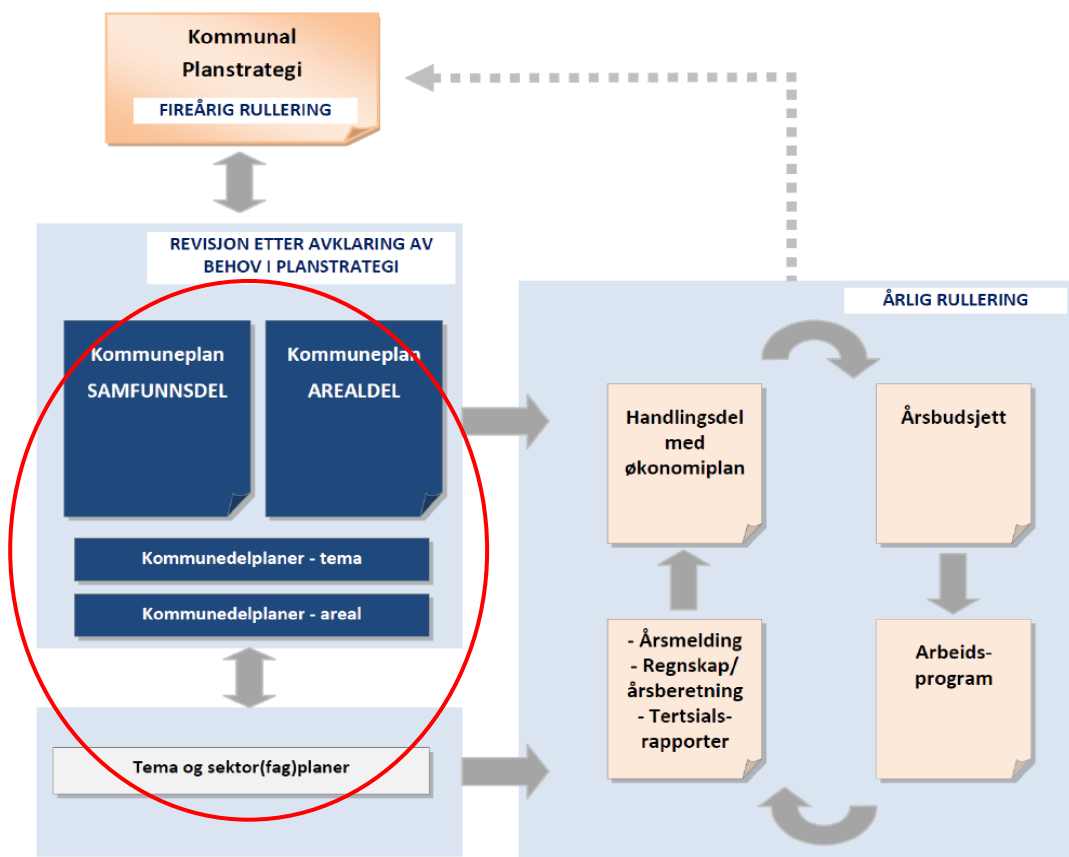 Kommunal
Planstrategi
FIREÅRIG RULLERING
REVISJON ETTER AVKLARING AV
BEHOV I PLANSTRATEGI
Kommuneplan
SAMFUNNSDEL
Kommuneplan
AREALDEL
Kommunedelplaner - tema
Kommunedelplaner - areal
Tema og sektor(fag)planer
ÅRLIG RULLERING
Handlingsdel
med
økonomiplan
Årsbudsjett
- Årsmelding
- Regnskap/
årsberetning
- Tertsials-
rapporter
Arbeids-
program